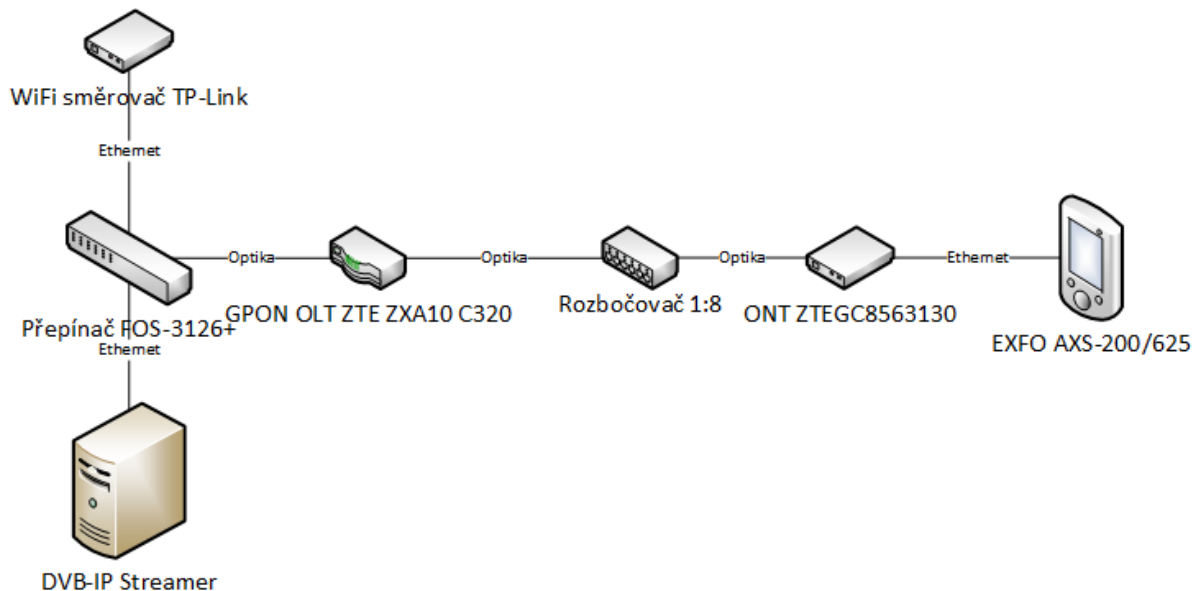 WiFi směrovač TP-Link
Ethernet
Optika
Optika
Optika
Ethernet
Přepínač FOS-3126+
GPON OLT ZTE ZXA10 C320
Rozbočovač 1:8
ONT ZTEGC8563130
EXFO AXS-200/625
Ethernet
DVB-IP Streamer